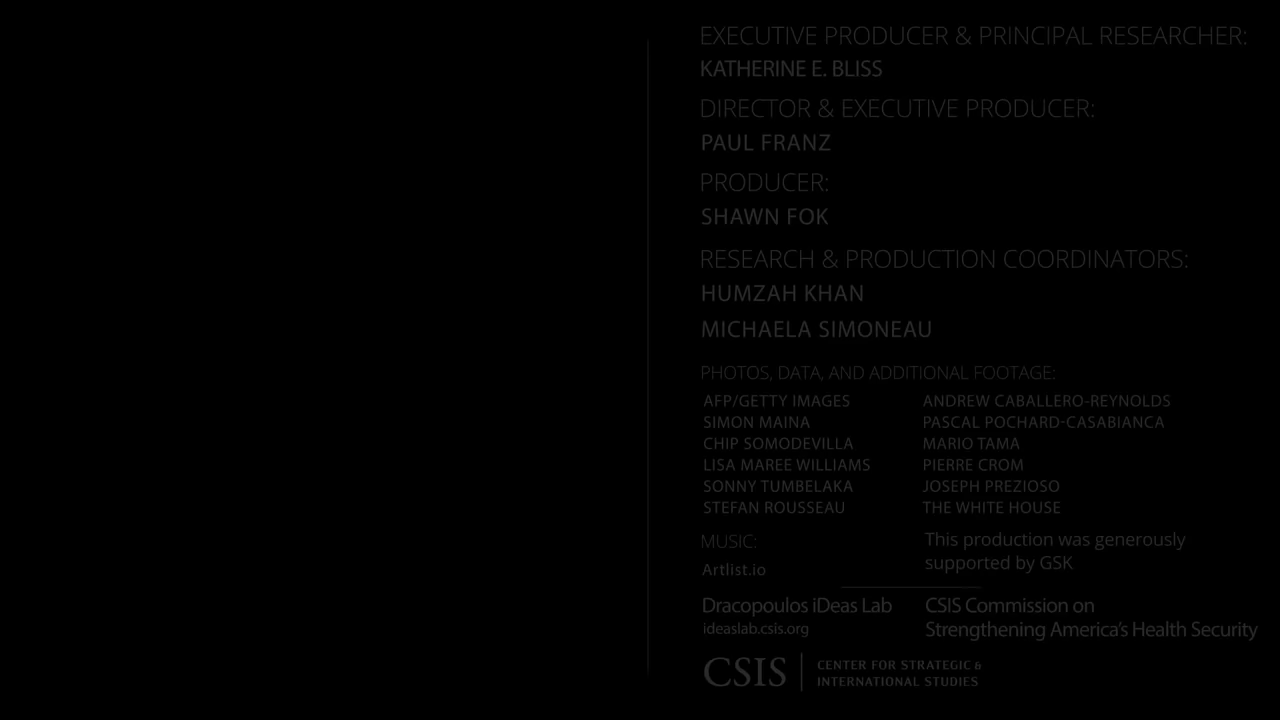 EXECUTIVE PRODUCER & PRINCIPAL RESEARCHER:
KATHERINE E. BLISS
DIRECTOR & EXECUTIVE PRODUCER:
PAUL FRANZ
PRODUCER:
SHAWN FOK
RESEARCH & PRODUCTION COORDINATORS:
HUMZAH KHAN
MICHAELA SIMONEAU
PHOTOS, DATA, AND ADDITIONAL FOOTAGE:
AFP/GETTY IMAGES
SIMON MAINA
CHIP SOMODEVILLA
LISA MAREE WILLIAMS
SONNY TUMBELAKA
STEFAN ROUSSEAU
ANDREW CABALLERO-REYNOLDS
PASCAL POCHARD-CASABIANCA
MARIO TAMA
PIERRE CROM
JOSEPH PREZIOSO
THE WHITE HOUSE
MUSIC:
Artlist.io
This production was generously
supported by GSK
Dracopoulos iDeas Lab
ideaslab.csis.org
CSIS Commission on
Strengthening America's Health Security
CSIS
CENTER FOR STRATEGIC &
INTERNATIONAL STUDIES